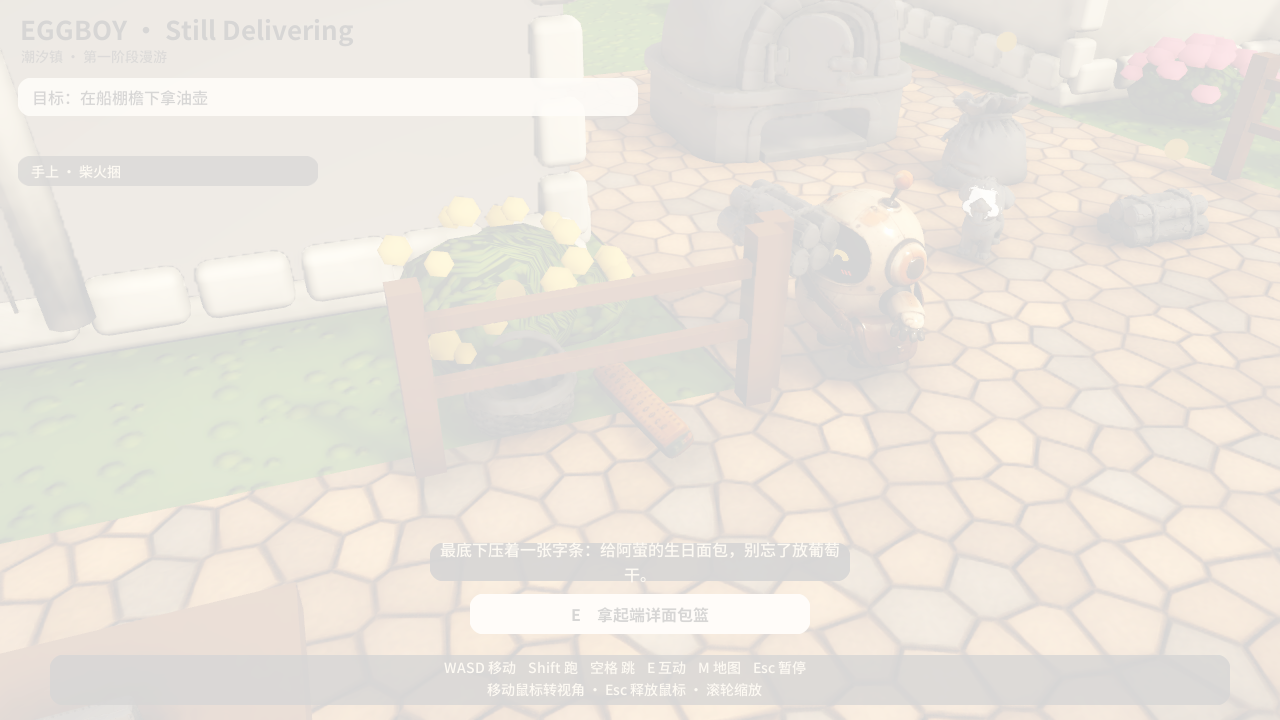 EGGBOY · Still Delivering
潮汐镇 · 第一阶段漫游
目标：在船棚檐下拿油壶
手上 · 柴火捆
最底下压着一张字条：给阿萤的生日面包，别忘了放葡萄
干。
E 拿起端详面包篮
WASD 移动 Shift 跑 空格 跳 E 互动 M 地图 Esc 暂停
移动鼠标转视角 · Esc 释放鼠标 · 滚轮缩放